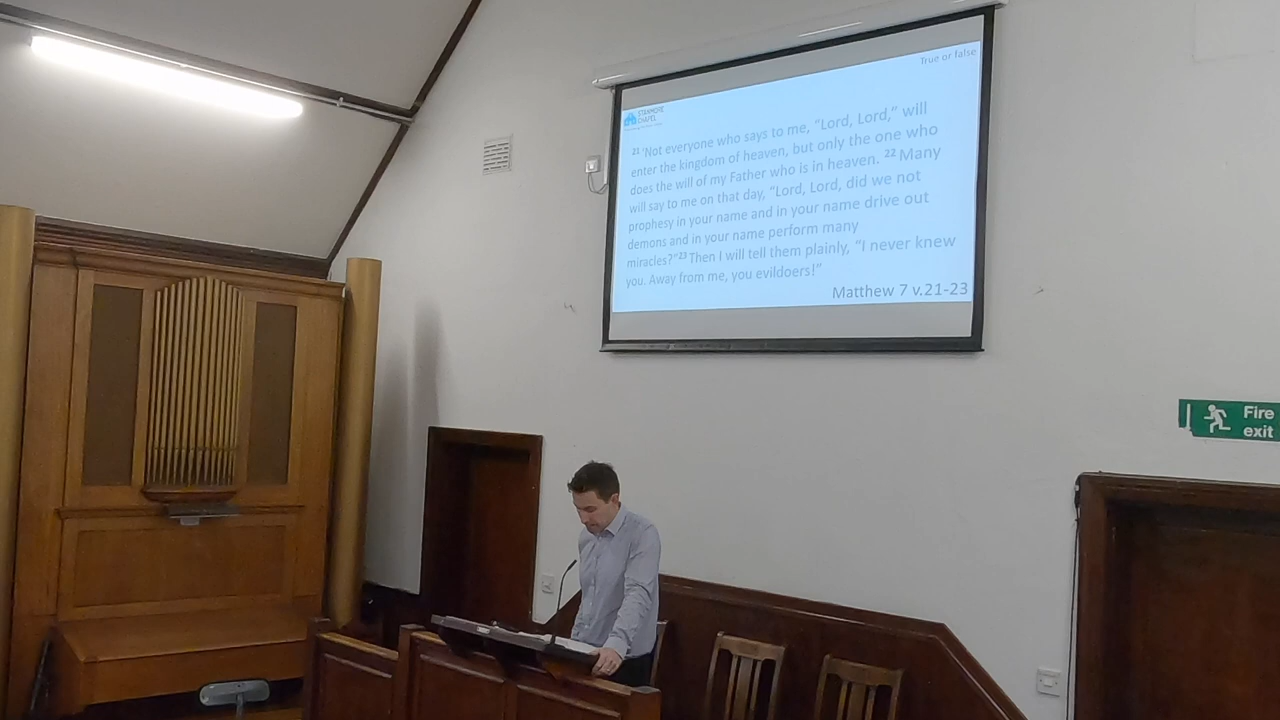 True or false
STANMORE
CHAPEL
21 'Not everyone who says to me, “Lord, Lord,” will
enter the kingdom of heaven, but only the one who
does the will of my Father who is in heaven. 22 Many
will say to me on that day, “Lord, Lord, did we not
prophesy in your name and in your name drive out
demons and in your name perform many
miracles?”23 Then I will tell them plainly, “I never knew
you. Away from me, you evildoers!”
Matthew 7 v.21-23
Fire
exit